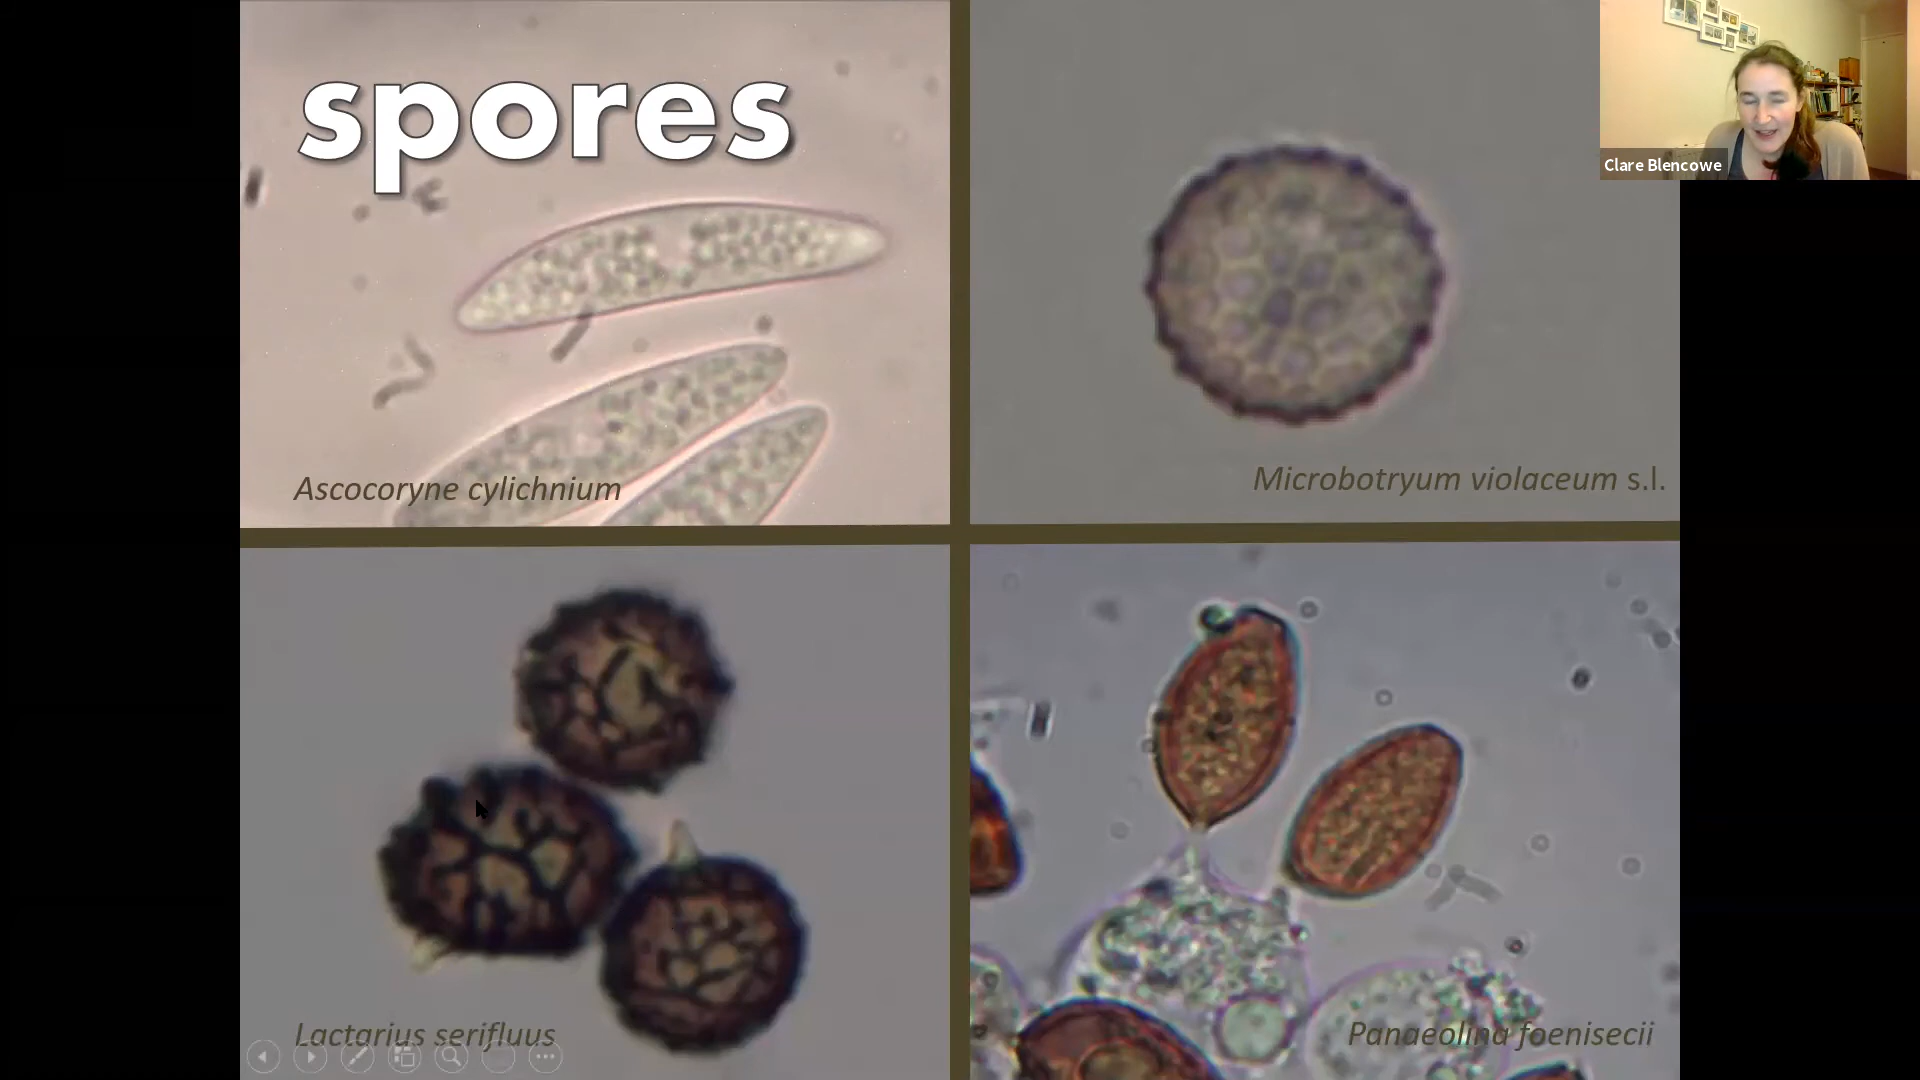 spores
Clare Blencowe
Ascocoryne cylichnium
Microbotryum violaceum s.l.
Lactarius serifluus
Panaeolina foenisecii